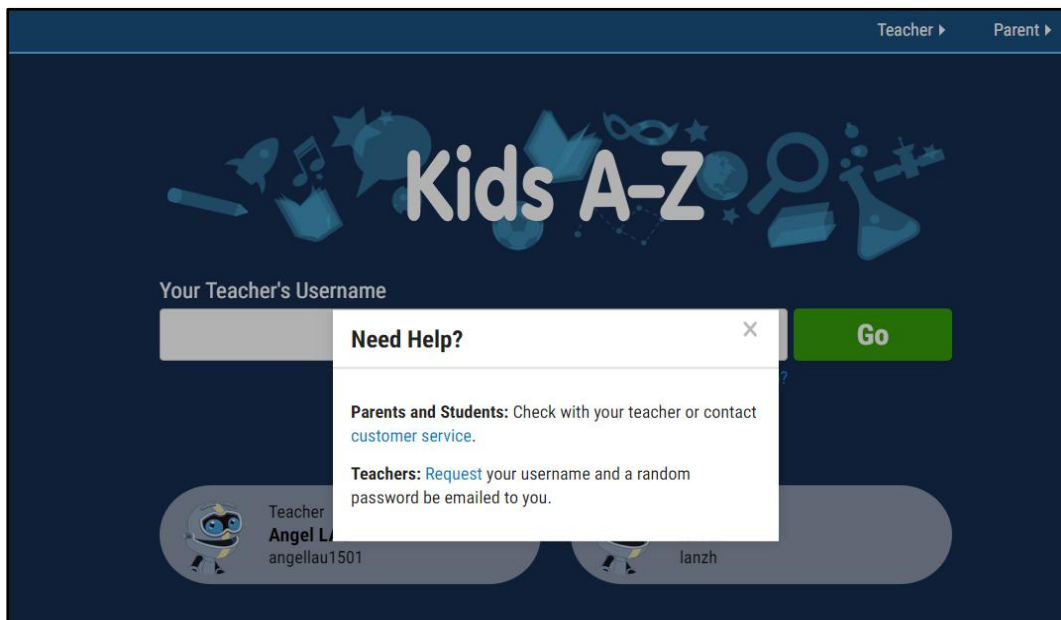 Teacher
Parent
Kids A-Z
Your Teacher's Username
Go
?
Need Help?
Parents and Students: Check with your teacher or contact
customer service.
Teachers: Request your username and a random
password be emailed to you.
Teacher
Angel
angellau1501
lanzh